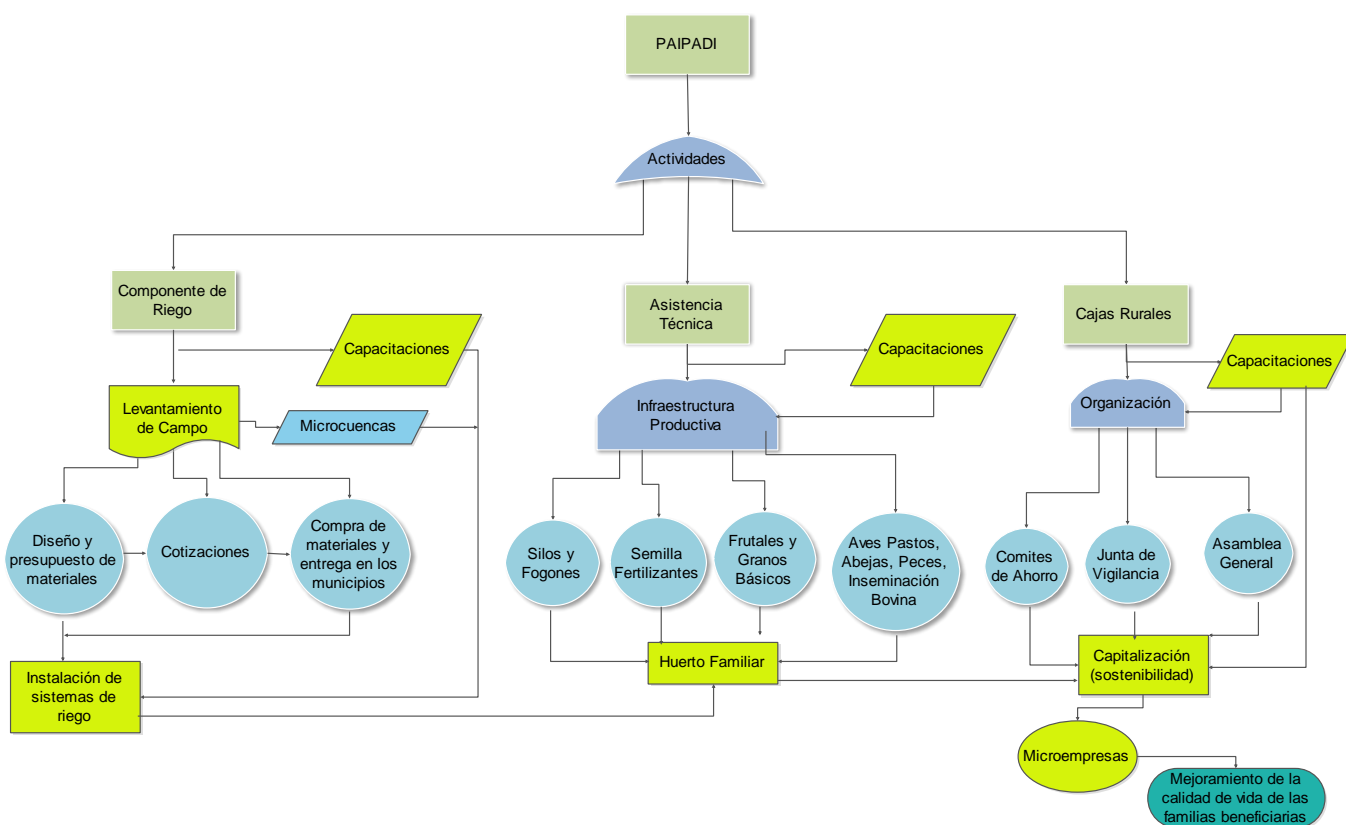 PAIPADI
Actividades
Componente de
Riego
Asistencia
Técnica
Cajas Rurales
Capacitaciones
Capacitaciones
Capacitaciones
Levantamiento
de Campo
Microcuencas
Infraestructura
Productiva
Organización
Diseño y
presupuesto de
materiales
Cotizaciones
Compra de
materiales y
entrega en los
municipios
Silos y
Fogones
Semilla
Fertilizantes
Frutales y
Granos
Básicos
Aves Pastos,
Abejas, Peces,
Inseminación
Bovina
Comites
de Ahorro
Junta de
Vigilancia
Asamblea
General
Instalación de
sistemas de
riego
Huerto Familiar
Capitalización
(sostenibilidad)
Microempresas
Mejoramiento de la
calidad de vida de las
familias beneficiarias